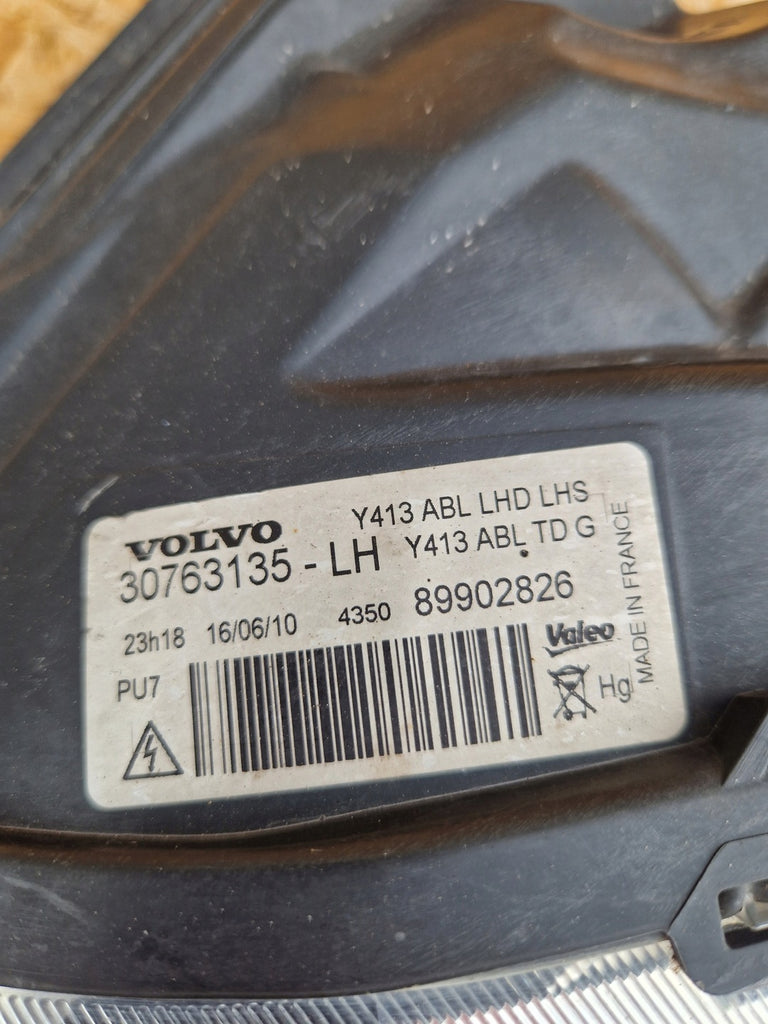 VOLVO Y413 ABL LHD LHS
30763135 - LH Y413 ABL TD G
23h18 16/06/10 4350 89902826
PU7 Valeo
Hg
MADE IN FRANCE